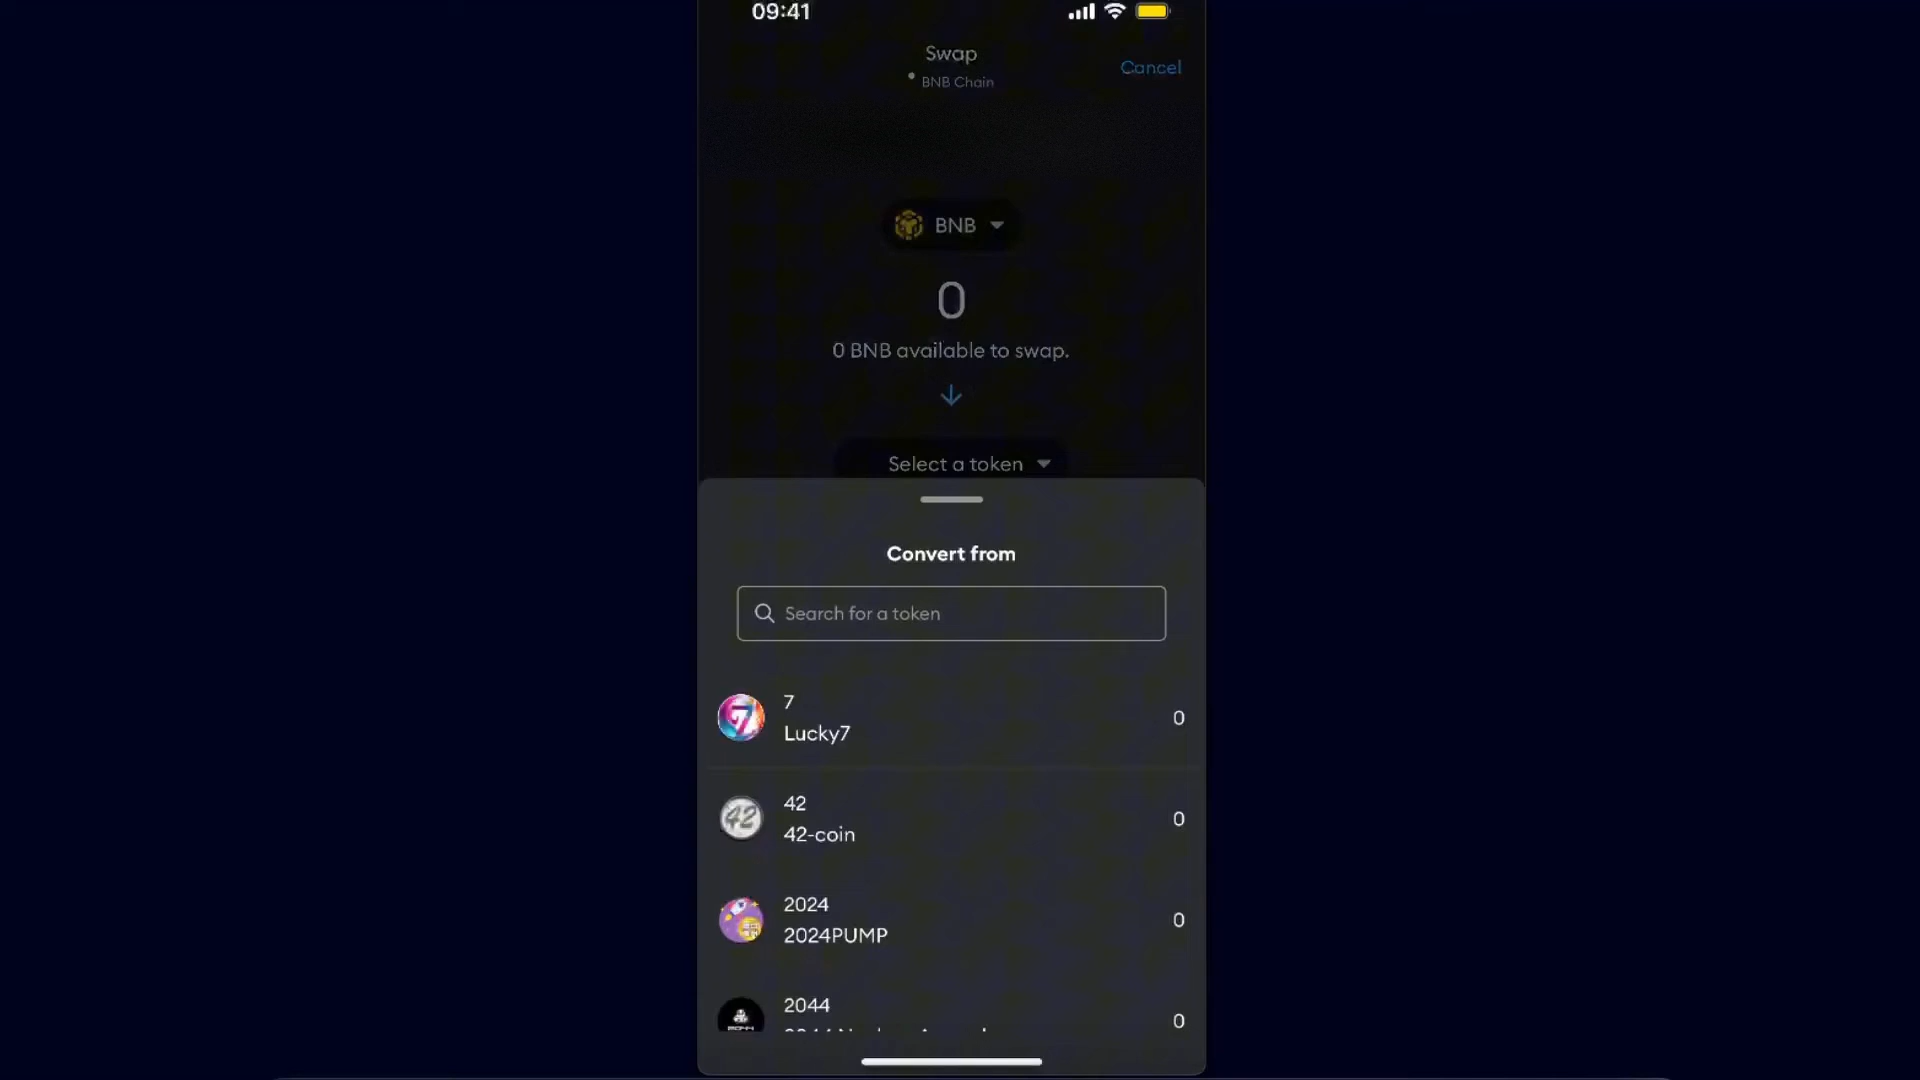 09:41
Swap
BNB Chain
Cancel
BNB
0
0 BNB available to swap.
Select a token
Convert from
Search for a token
7
Lucky7
0
42
42-coin
0
2024
2024PUMP
0
2044
0